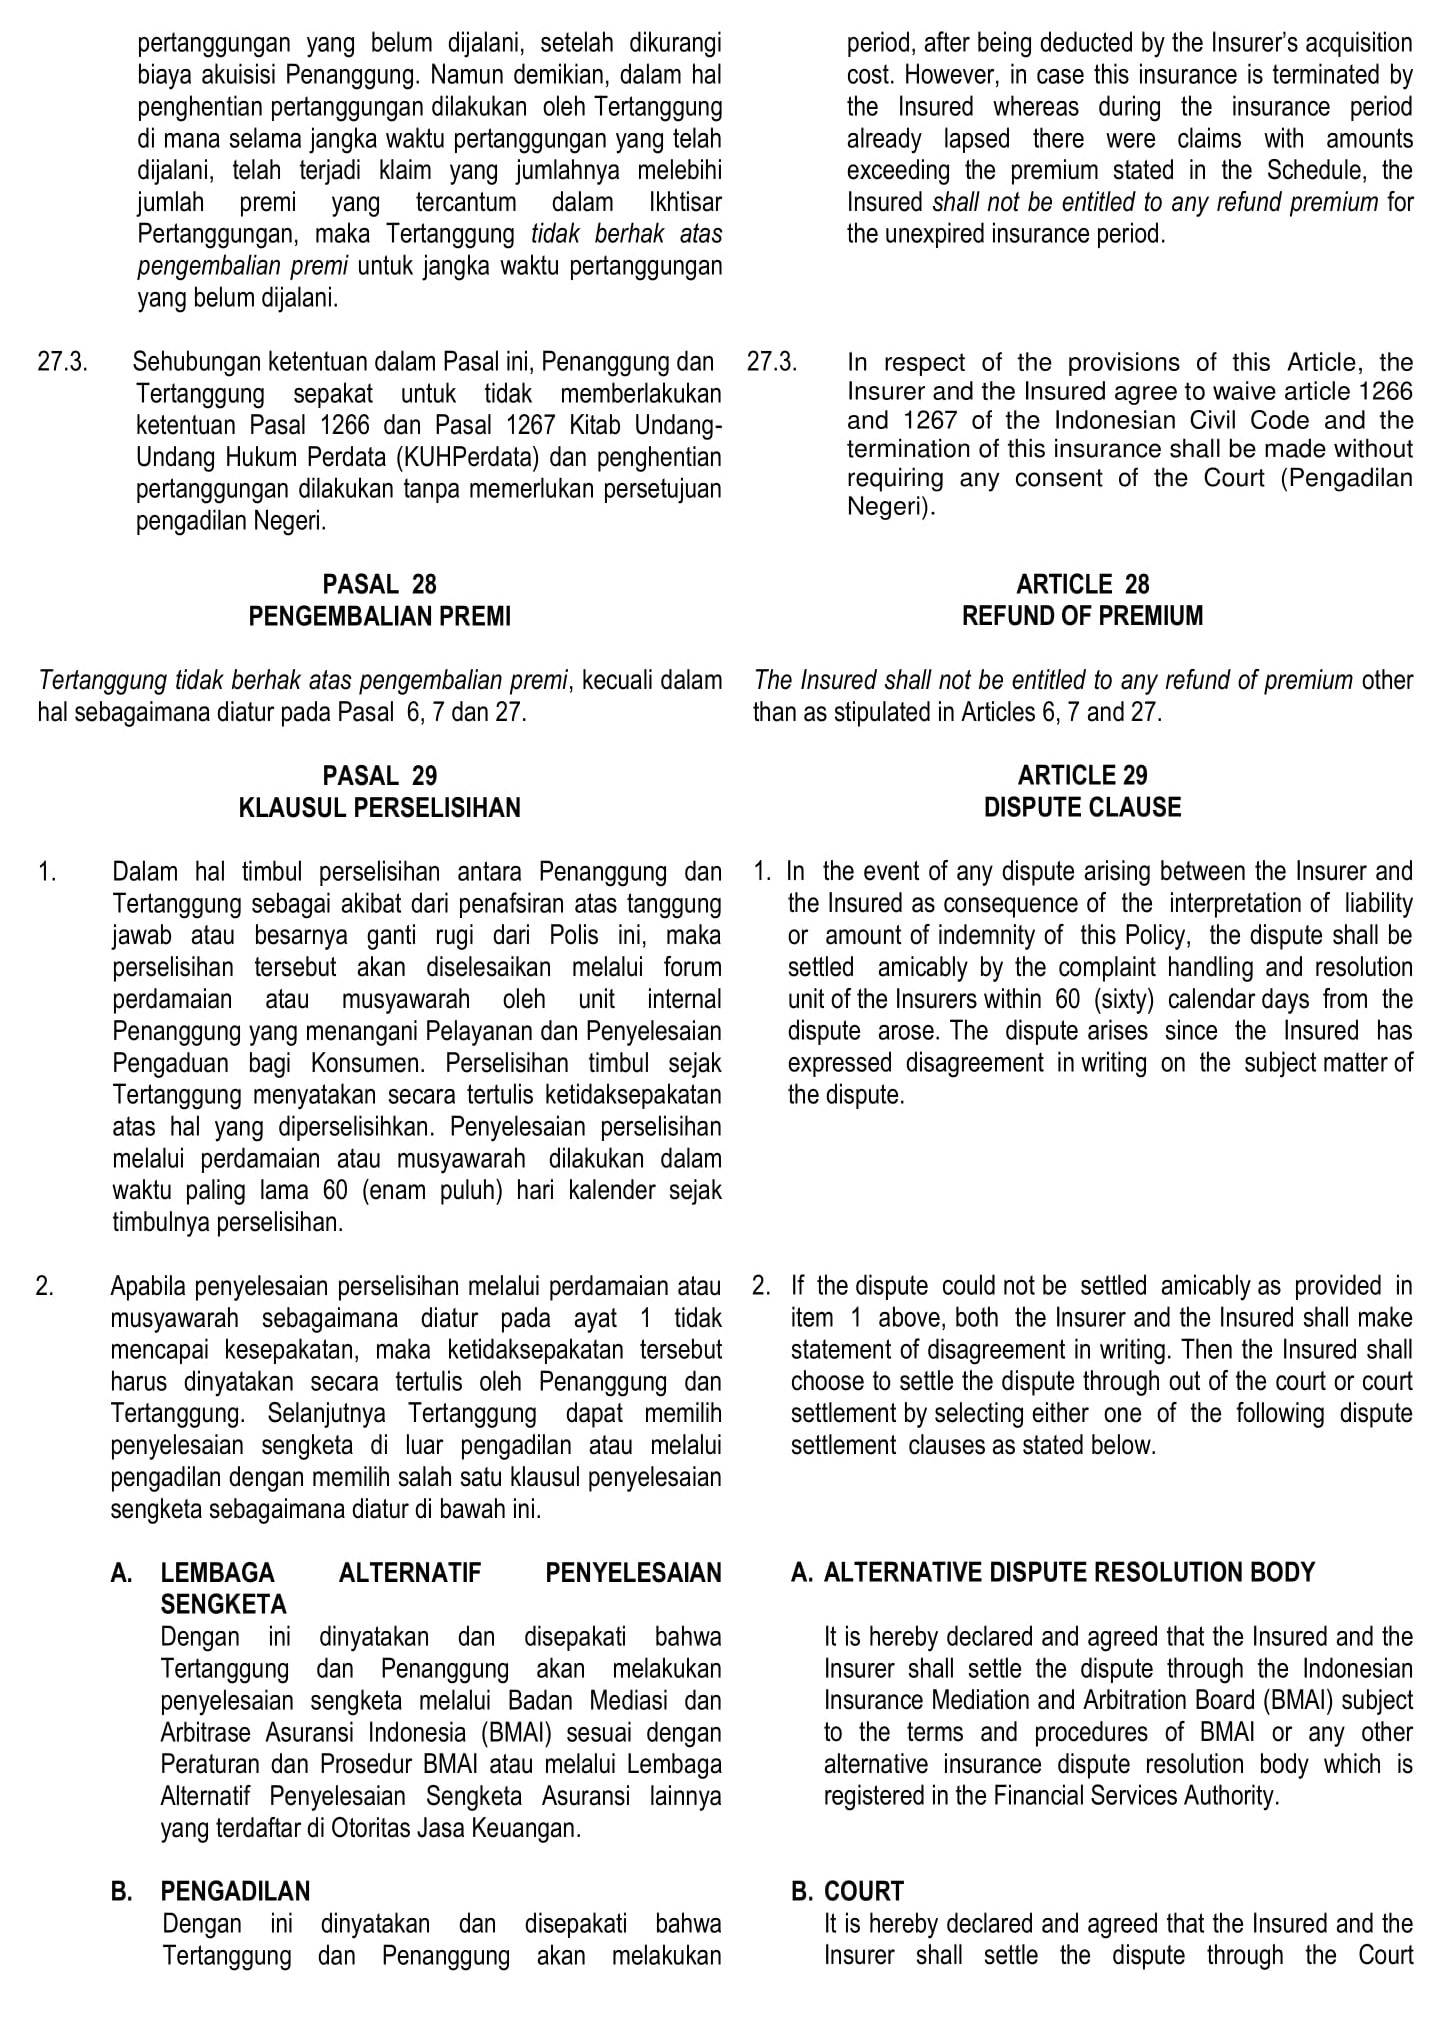 pertanggungan yang belum dijalani, setelah dikurangi
biaya akuisisi Penanggung. Namun demikian, dalam hal
penghentian pertanggungan dilakukan oleh Tertanggung
di mana selama jangka waktu pertanggungan yang telah
dijalani, telah terjadi klaim yang jumlahnya melebihi
jumlah premi yang tercantum dalam Ikhtisar
Pertanggungan, maka Tertanggung tidak berhak atas
pengembalian premi untuk jangka waktu pertanggungan
yang belum dijalani.
27.3. Sehubungan ketentuan dalam Pasal ini, Penanggung dan
Tertanggung sepakat untuk tidak memberlakukan
ketentuan Pasal 1266 dan Pasal 1267 Kitab Undang-
Undang Hukum Perdata (KUHPerdata) dan penghentian
pertanggungan dilakukan tanpa memerlukan persetujuan
pengadilan Negeri.
PASAL 28
PENGEMBALIAN PREMI
Tertanggung tidak berhak atas pengembalian premi, kecuali dalam
hal sebagaimana diatur pada Pasal 6, 7 dan 27.
PASAL 29
KLAUSUL PERSELISIHAN
1. Dalam hal timbul perselisihan antara Penanggung dan
Tertanggung sebagai akibat dari penafsiran atas tanggung
jawab atau besarnya ganti rugi dari Polis ini, maka
perselisihan tersebut akan diselesaikan melalui forum
perdamaian atau musyawarah oleh unit internal
Penanggung yang menangani Pelayanan dan Penyelesaian
Pengaduan bagi Konsumen. Perselisihan timbul sejak
Tertanggung menyatakan secara tertulis ketidaksepakatan
atas hal yang diperselisihkan. Penyelesaian perselisihan
melalui perdamaian atau musyawarah dilakukan dalam
waktu paling lama 60 (enam puluh) hari kalender sejak
timbulnya perselisihan.
2. Apabila penyelesaian perselisihan melalui perdamaian atau
musyawarah sebagaimana diatur pada ayat 1 tidak
mencapai kesepakatan, maka ketidaksepakatan tersebut
harus dinyatakan secara tertulis oleh Penanggung dan
Tertanggung. Selanjutnya Tertanggung dapat memilih
penyelesaian sengketa di luar pengadilan atau melalui
pengadilan dengan memilih salah satu klausul penyelesaian
sengketa sebagaimana diatur di bawah ini.
A. LEMBAGA ALTERNATIF PENYELESAIAN
SENGKETA
Dengan ini dinyatakan dan disepakati bahwa
Tertanggung dan Penanggung akan melakukan
penyelesaian sengketa melalui Badan Mediasi dan
Arbitrase Asuransi Indonesia (BMAI) sesuai dengan
Peraturan dan Prosedur BMAI atau melalui Lembaga
Alternatif Penyelesaian Sengketa Asuransi lainnya
yang terdaftar di Otoritas Jasa Keuangan.
B. PENGADILAN
Dengan ini dinyatakan dan disepakati bahwa
Tertanggung dan Penanggung akan melakukan
period, after being deducted by the Insurer's acquisition
cost. However, in case this insurance is terminated by
the Insured whereas during the insurance period
already lapsed there were claims with amounts
exceeding the premium stated in the Schedule, the
Insured shall not be entitled to any refund premium for
the unexpired insurance period.
27.3. In respect of the provisions of this Article, the
Insurer and the Insured agree to waive article 1266
and 1267 of the Indonesian Civil Code and the
termination of this insurance shall be made without
requiring any consent of the Court (Pengadilan
Negeri).
ARTICLE 28
REFUND OF PREMIUM
The Insured shall not be entitled to any refund of premium other
than as stipulated in Articles 6, 7 and 27.
ARTICLE 29
DISPUTE CLAUSE
1. In the event of any dispute arising between the Insurer and
the Insured as consequence of the interpretation of liability
or amount of indemnity of this Policy, the dispute shall be
settled amicably by the complaint handling and resolution
unit of the Insurers within 60 (sixty) calendar days from the
dispute arose. The dispute arises since the Insured has
expressed disagreement in writing on the subject matter of
the dispute.
2. If the dispute could not be settled amicably as provided in
item 1 above, both the Insurer and the Insured shall make
statement of disagreement in writing. Then the Insured shall
choose to settle the dispute through out of the court or court
settlement by selecting either one of the following dispute
settlement clauses as stated below.
A. ALTERNATIVE DISPUTE RESOLUTION BODY
It is hereby declared and agreed that the Insured and the
Insurer shall settle the dispute through the Indonesian
Insurance Mediation and Arbitration Board (BMAI) subject
to the terms and procedures of BMAI or any other
alternative insurance dispute resolution body which is
registered in the Financial Services Authority.
B. COURT
It is hereby declared and agreed that the Insured and the
Insurer shall settle the dispute through the Court